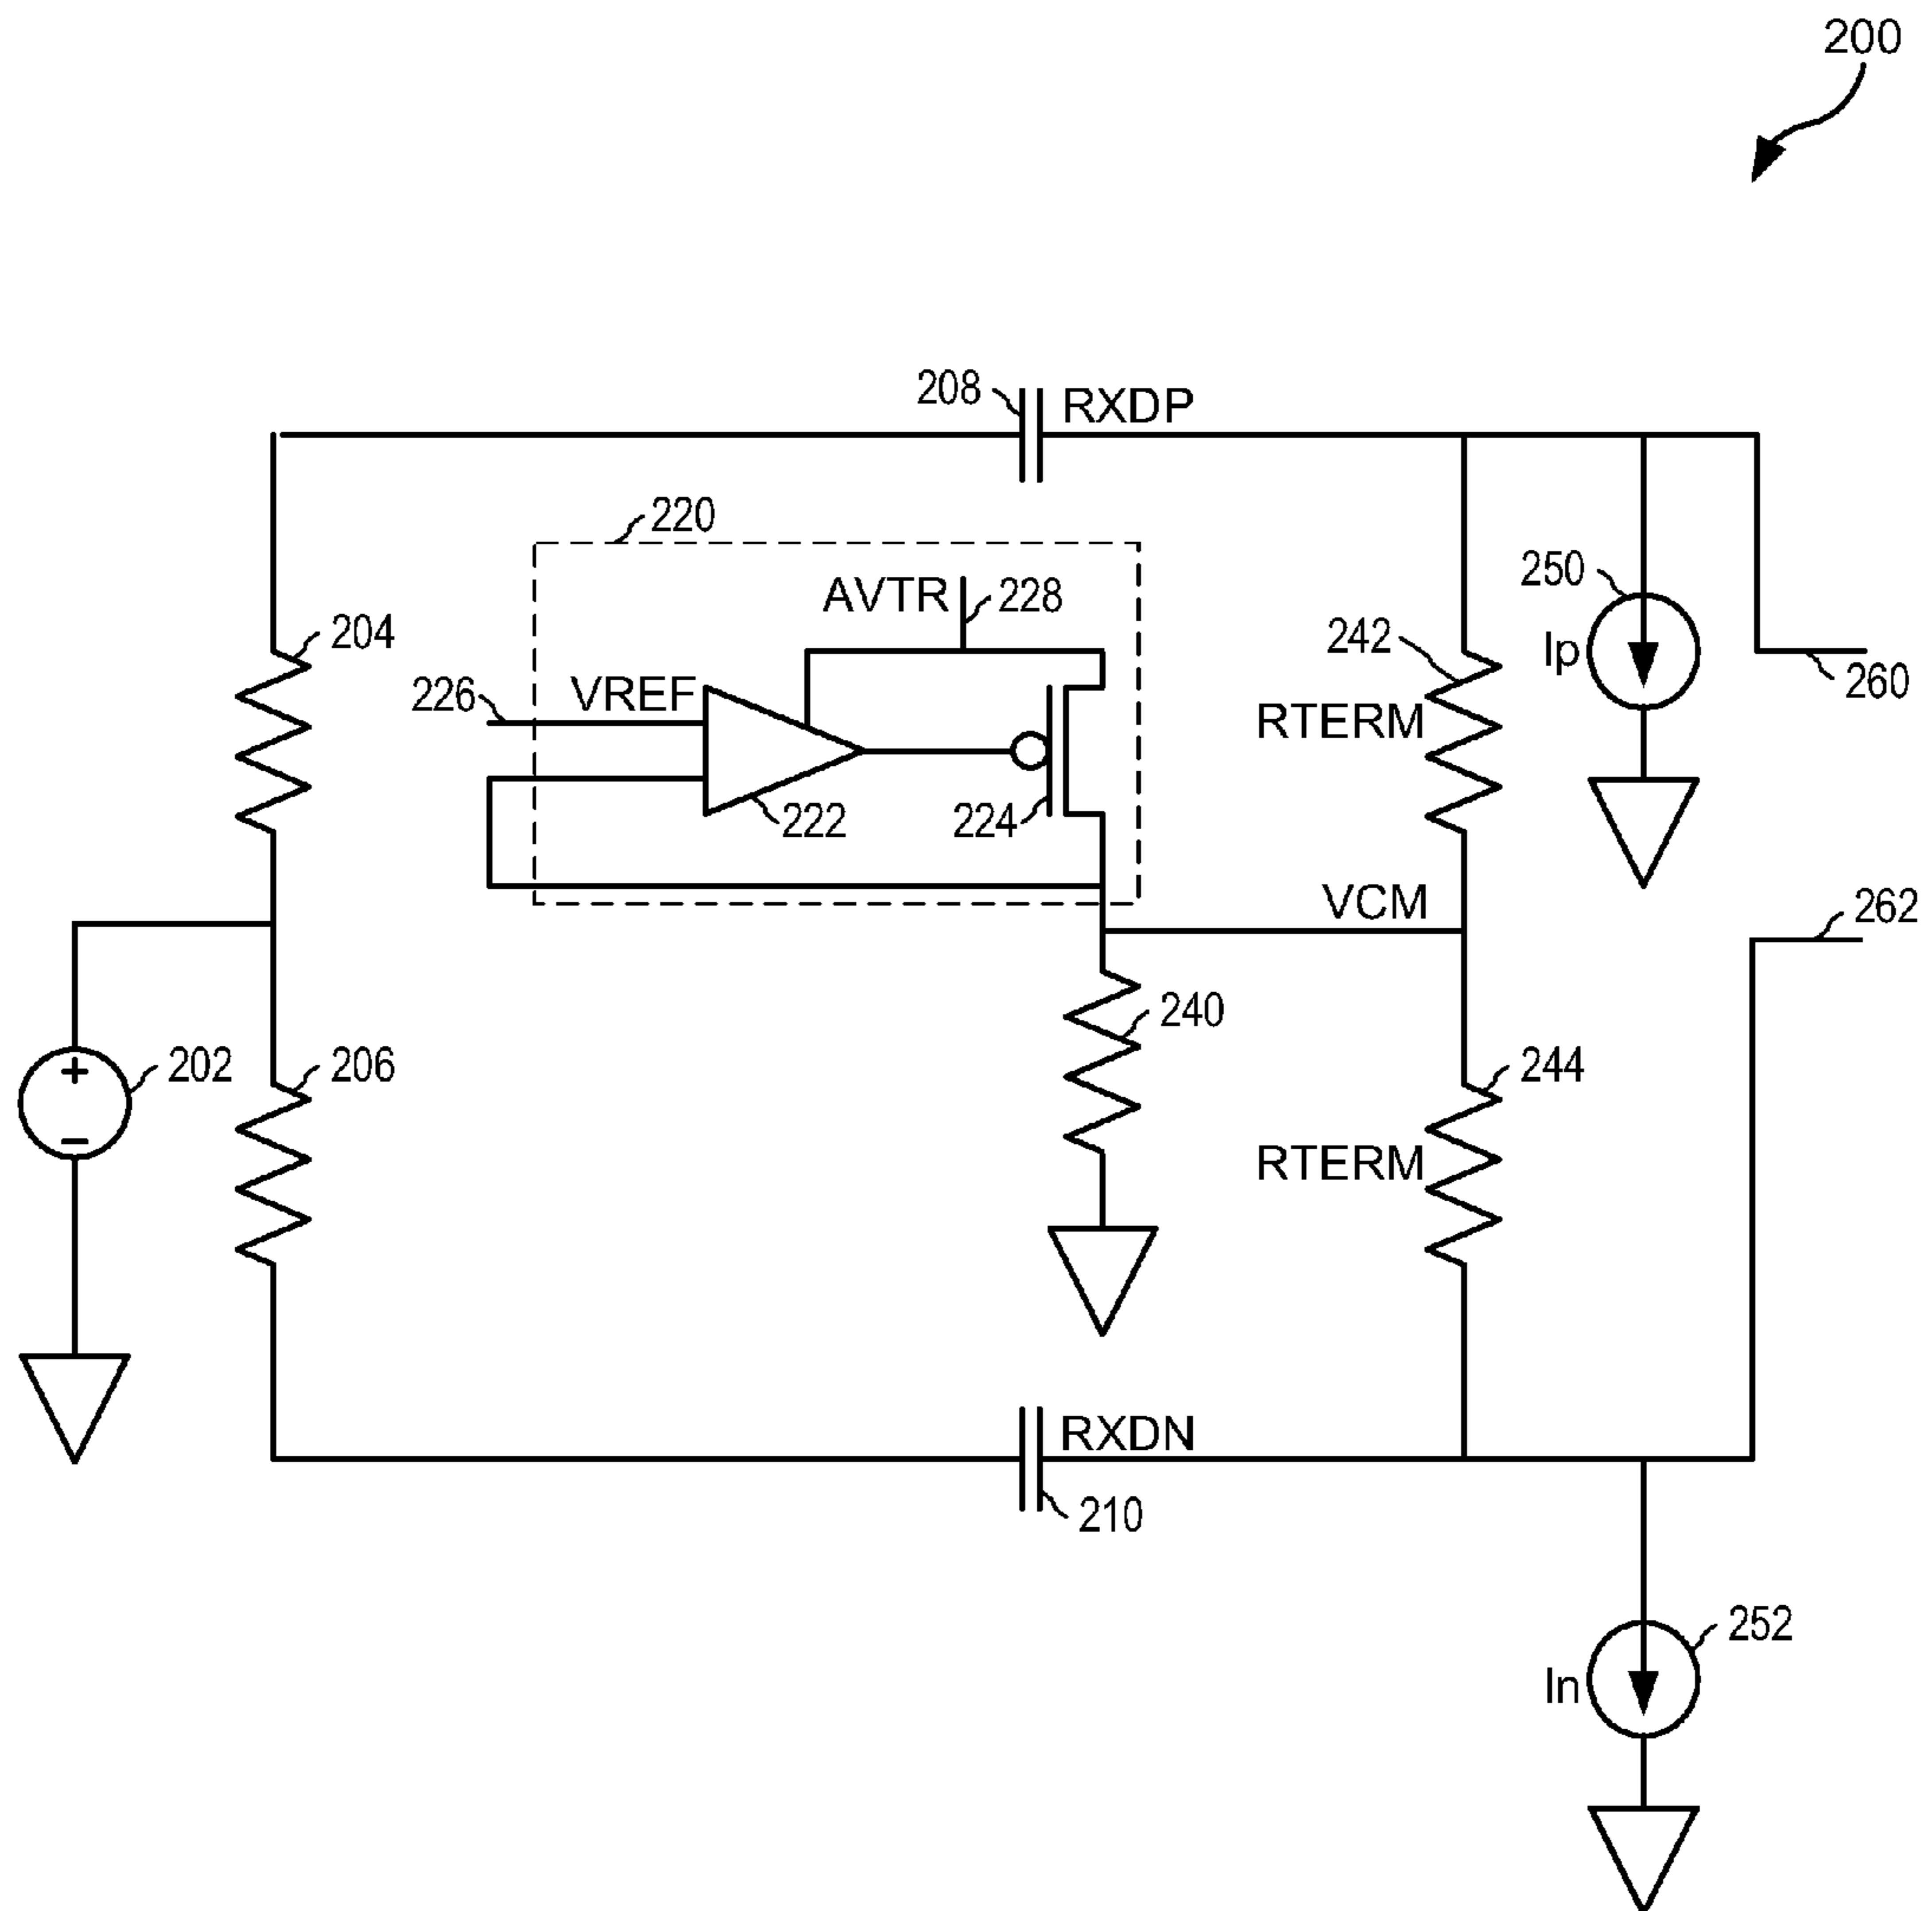 200
208 RXDP
220
AVTR 228
250
204
242
Ip
260
226 VREF
RTERM
222
224
VCM
262
240
202
+
−
206
244
RTERM
RXDN
210
252
In